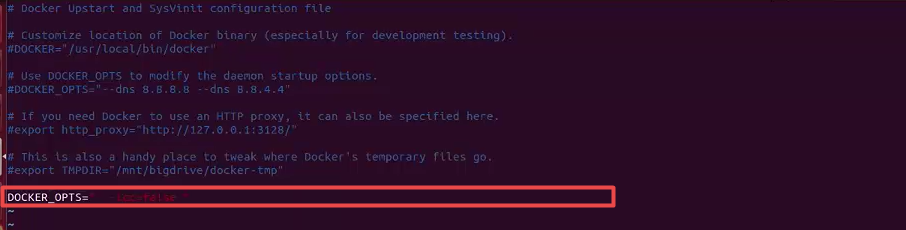 # Docker Upstart and SysVinit configuration file
# Customize location of Docker binary (especially for development testing).
#DOCKER="/usr/local/bin/docker"
# Use DOCKER_OPTS to modify the daemon startup options.
#DOCKER_OPTS="--dns 8.8.8.8 --dns 8.8.4.4"
# If you need Docker to use an HTTP proxy, it can also be specified here.
#export http_proxy="http://127.0.0.1:3128/"
# This is also a handy place to tweak where Docker's temporary files go.
#export TMPDIR="/mnt/bigdrive/docker-tmp"
DOCKER_OPTS="--icc=false "
~
~